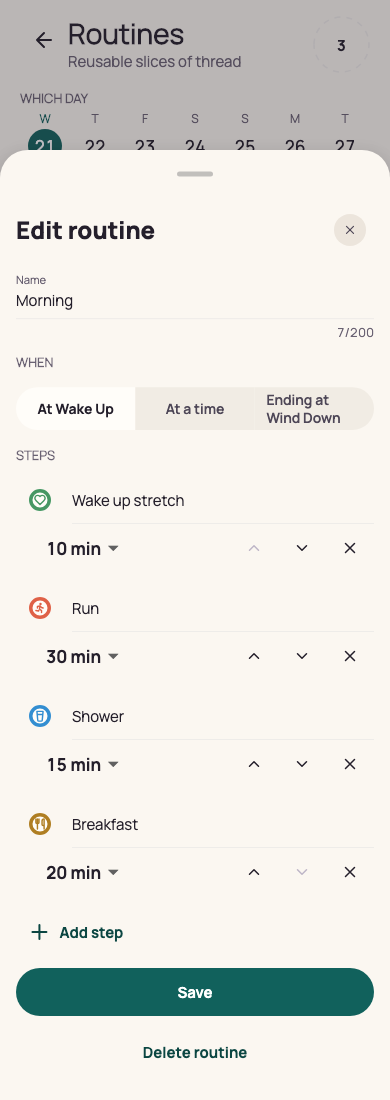 Routines
Reusable slices of thread
3
WHICH DAY
W T F S S M T
21 22 23 24 25 26 27
Edit routine
Name
Morning
7/200
WHEN
At Wake Up
At a time
Ending at
Wind Down
STEPS
Wake up stretch
10 min
Run
30 min
Shower
15 min
Breakfast
20 min
Add step
Save
Delete routine